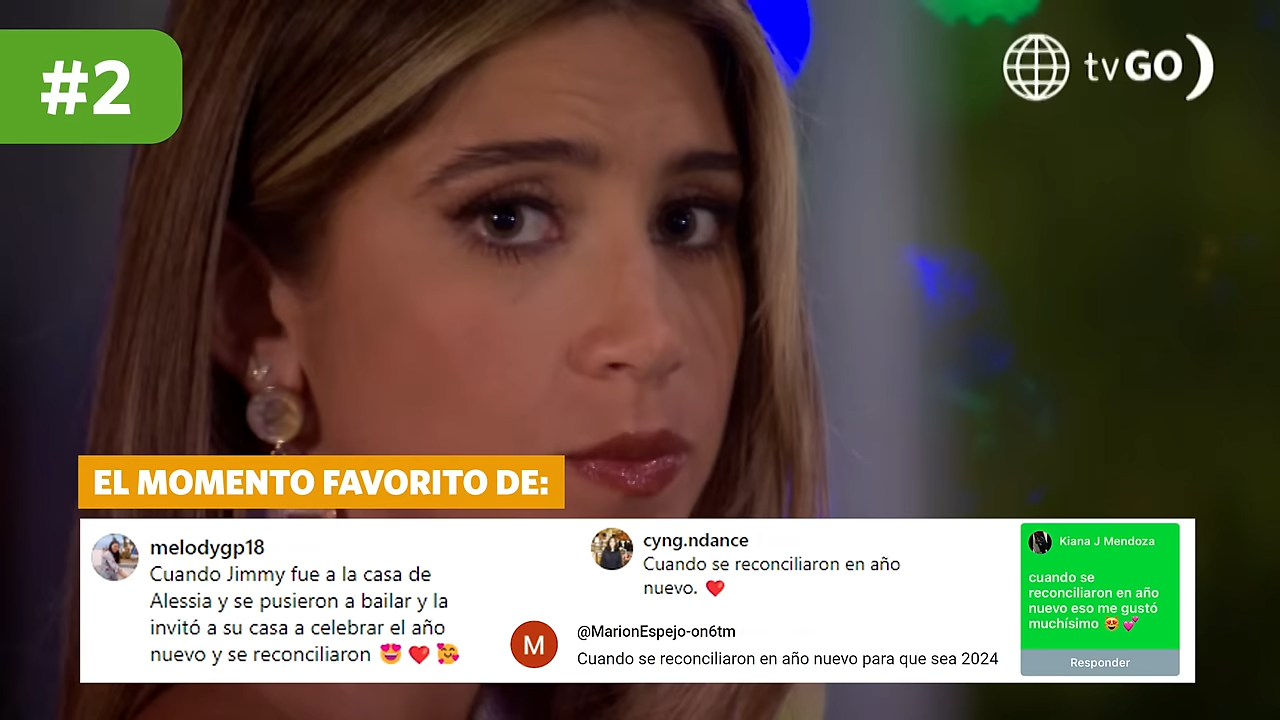 #2
tvGO
EL MOMENTO FAVORITO DE:
melodygp18
Cuando Jimmy fue a la casa de
Alessia y se pusieron a bailar y la
invitó a su casa a celebrar el año
nuevo y se reconciliaron 😍❤️🥰
cyng.ndance
Cuando se reconciliaron en año
nuevo. ❤️
M
@MarionEspejo-on6tm
Cuando se reconciliaron en año nuevo para que sea 2024
Kiana J Mendoza
cuando se
reconciliaron en año
nuevo eso me gustó
muchísimo 😍💕
Responder